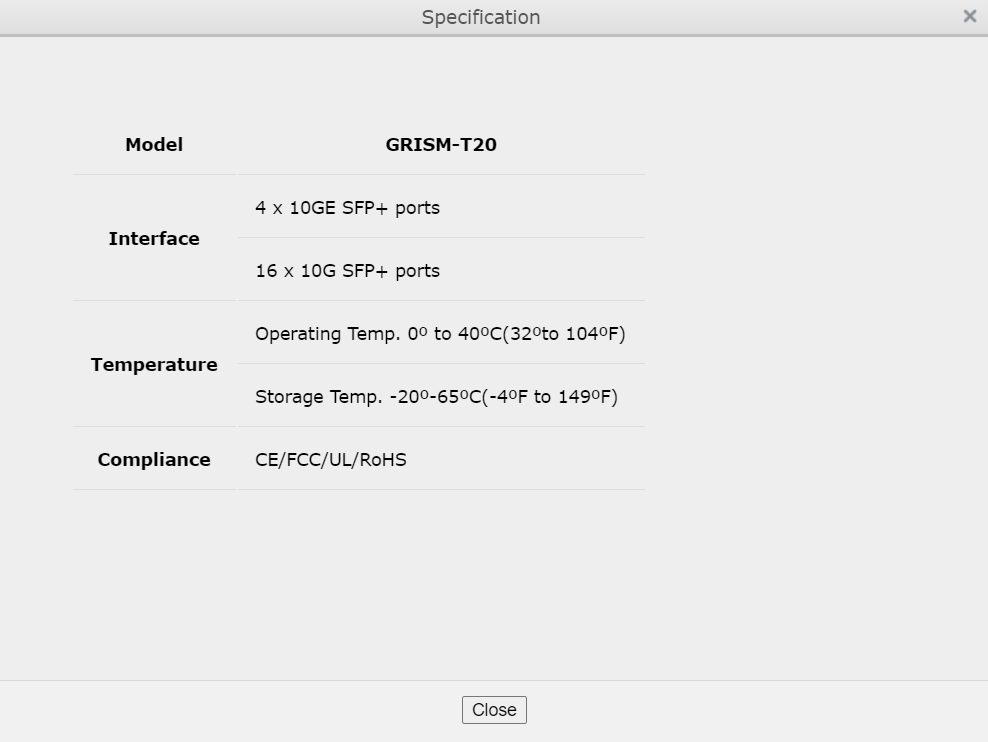 Specification
Model GRISM-T20
Interface
4 x 10GE SFP+ ports
16 x 10G SFP+ ports
Temperature
Operating Temp. 0º to 40ºC(32ºto 104ºF)
Storage Temp. -20º-65ºC(-4ºF to 149ºF)
Compliance CE/FCC/UL/RoHS
Close